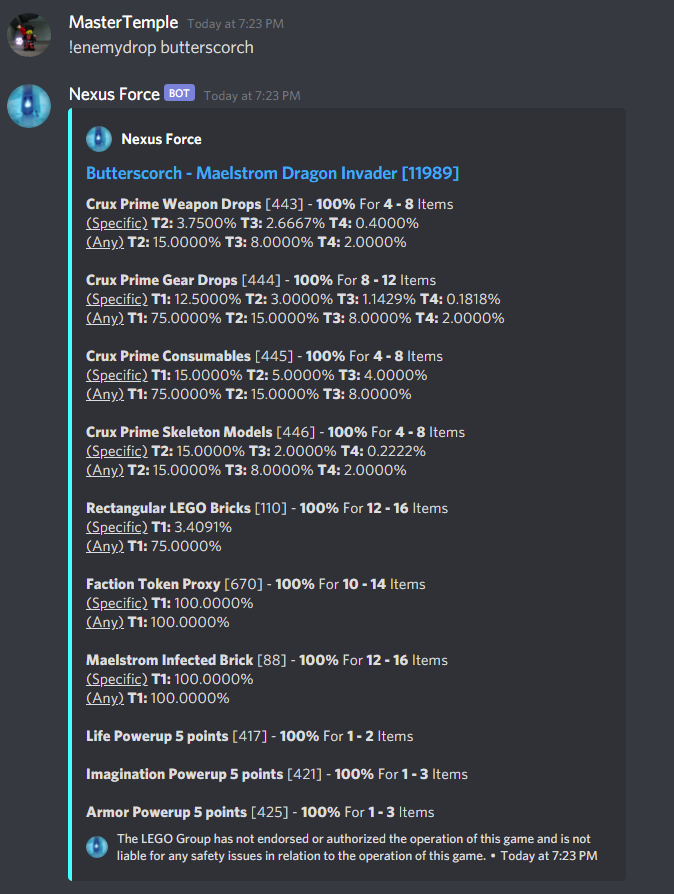 MasterTemple Today at 7:23 PM
!enemydrop butterscorch
Nexus Force BOT Today at 7:23 PM
Nexus Force
Butterscorch - Maelstrom Dragon Invader [11989]
Crux Prime Weapon Drops [443] - 100% For 4 - 8 Items
(Specific) T2: 3.7500% T3: 2.6667% T4: 0.4000%
(Any) T2: 15.0000% T3: 8.0000% T4: 2.0000%
Crux Prime Gear Drops [444] - 100% For 8 - 12 Items
(Specific) T1: 12.5000% T2: 3.0000% T3: 1.1429% T4: 0.1818%
(Any) T1: 75.0000% T2: 15.0000% T3: 8.0000% T4: 2.0000%
Crux Prime Consumables [445] - 100% For 4 - 8 Items
(Specific) T1: 15.0000% T2: 5.0000% T3: 4.0000%
(Any) T1: 75.0000% T2: 15.0000% T3: 8.0000%
Crux Prime Skeleton Models [446] - 100% For 4 - 8 Items
(Specific) T2: 15.0000% T3: 2.0000% T4: 0.2222%
(Any) T2: 15.0000% T3: 8.0000% T4: 2.0000%
Rectangular LEGO Bricks [110] - 100% For 12 - 16 Items
(Specific) T1: 3.4091%
(Any) T1: 75.0000%
Faction Token Proxy [670] - 100% For 10 - 14 Items
(Specific) T1: 100.0000%
(Any) T1: 100.0000%
Maelstrom Infected Brick [88] - 100% For 12 - 16 Items
(Specific) T1: 100.0000%
(Any) T1: 100.0000%
Life Powerup 5 points [417] - 100% For 1 - 2 Items
Imagination Powerup 5 points [421] - 100% For 1 - 3 Items
Armor Powerup 5 points [425] - 100% For 1 - 3 Items
The LEGO Group has not endorsed or authorized the operation of this game and is not
liable for any safety issues in relation to the operation of this game. • Today at 7:23 PM